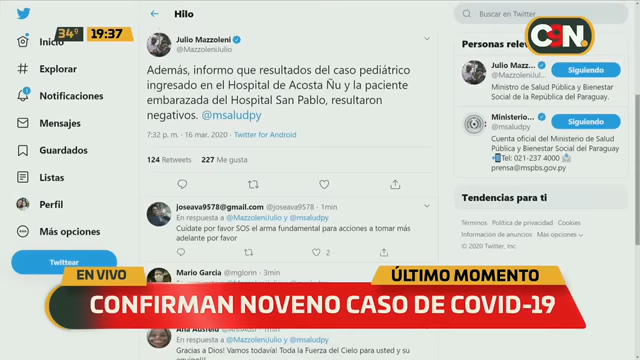 34°
19:37
Inicio
Explorar
Notificaciones
Mensajes
Guardados
Listas
Perfil
Más opciones
Twittear
Hilo
Julio Mazzoleni
@MazzoleniJulio
Además, informo que resultados del caso pediátrico
ingresado en el Hospital de Acosta Ñu y la paciente
embarazada del Hospital San Pablo, resultaron
negativos. @msaludpy
7:32 p. m. · 16 mar. 2020 · Twitter for Android
124 Retweets 227 Me gusta
joseava9578@gmail.com @joseava9578 · 1min
En respuesta a @MazzoleniJulio y @msaludpy
Cuidate por favor SOS el arma fundamental para acciones a tomar más
adelante por favor
2
Mario Garcia @mglorin · 3min
En respuesta a @MazzoleniJulio y @msaludpy
Gracias a Dios! Vamos todavía! Toda la Fuerza del Cielo para usted y su
Buscar en Twitter
C9N.
Personas
Julio Mazz...
@MazzoleniJulio
Siguiendo
Ministro de Salud Pública y Bienestar
Social de la República del Paraguay.
Ministerio...
@msaludpy
Siguiendo
Cuenta oficial del Ministerio de Salud
Pública y Bienestar Social del Paraguay
Tel: 021-237 4000
prensa@mspbs.gov.py
Tendencias para ti
Términos Política de privacidad Cookies
Información de anuncios Más opciones
© 2020 Twitter, Inc.
EN VIVO
ÚLTIMO MOMENTO
CONFIRMAN NOVENO CASO DE COVID-19